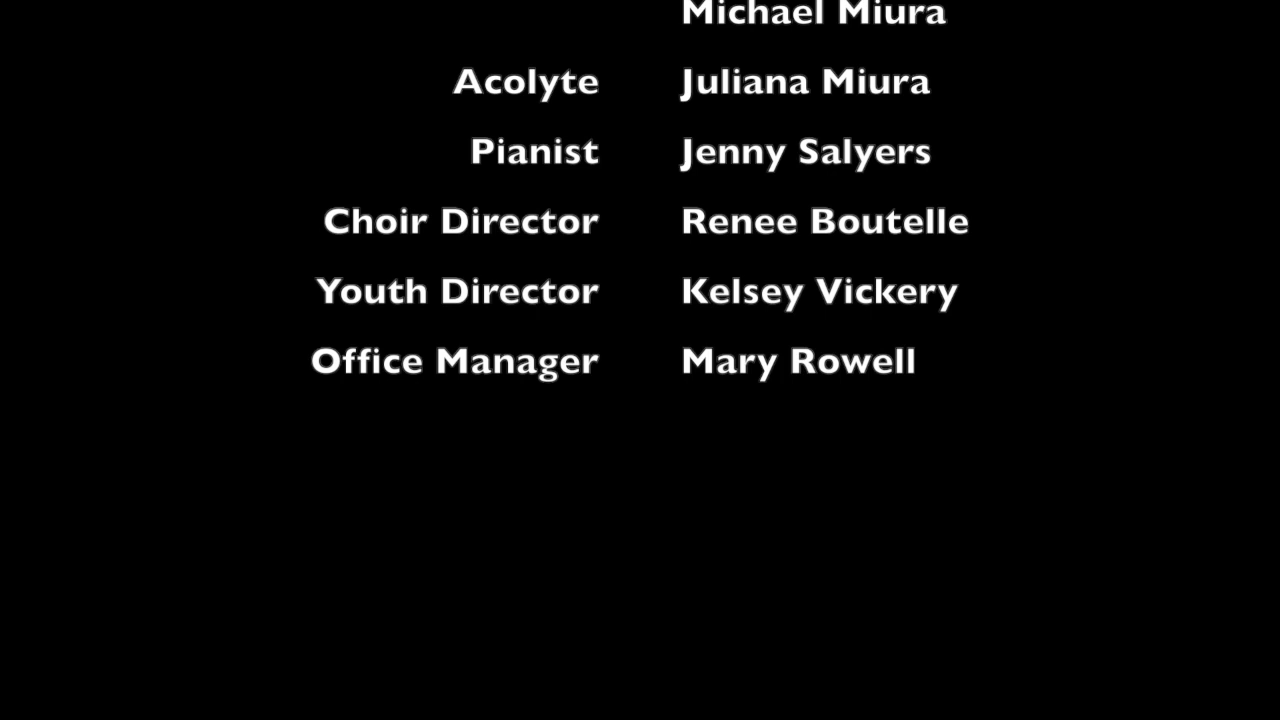 Michael Miura
Acolyte Juliana Miura
Pianist Jenny Salyers
Choir Director Renee Boutelle
Youth Director Kelsey Vickery
Office Manager Mary Rowell